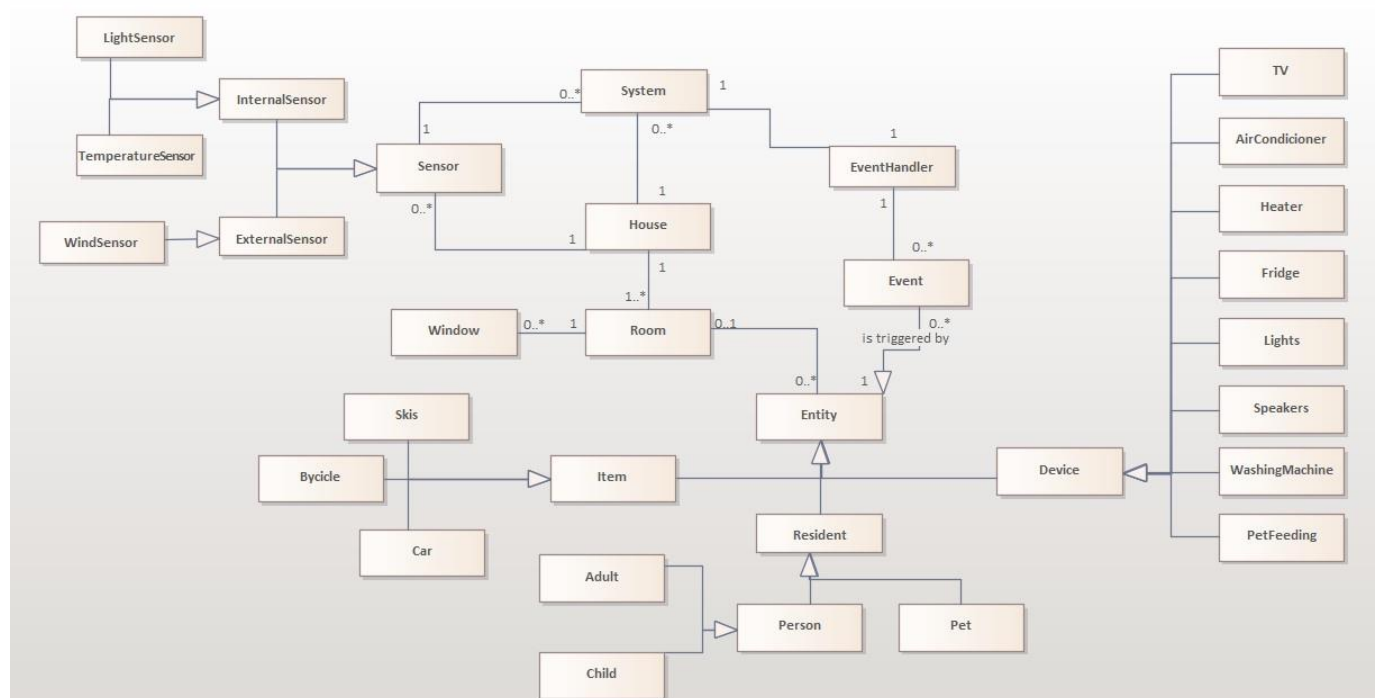 LightSensor
TV
System
1
0..*
InternalSensor
0..*
1
1
AirCondicioner
TemperatureSensor
Sensor
EventHandler
1
1
Heater
0..*
House
WindSensor
ExternalSensor
1
0..*
1
Event
Fridge
1..*
Window
0..*
1
Room
0..1
0..*
is triggered by
Lights
0..*
1
Skis
Entity
Speakers
Bycicle
Item
Device
WashingMachine
Car
Resident
PetFeeding
Adult
Person
Pet
Child